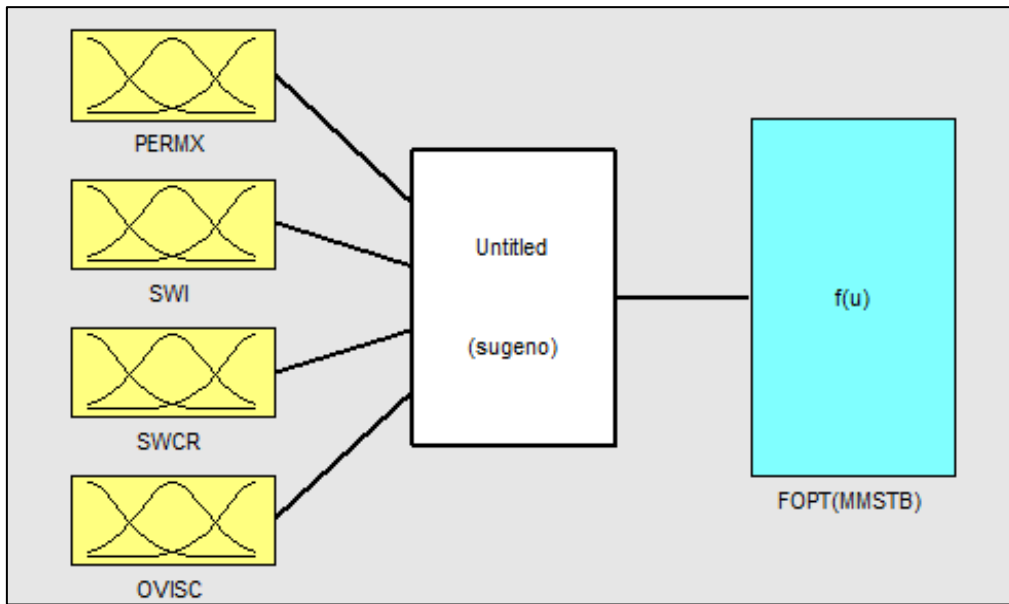 PERMX
SWI
SWCR
OVISC
Untitled
(sugeno)
f(u)
FOPT(MMSTB)